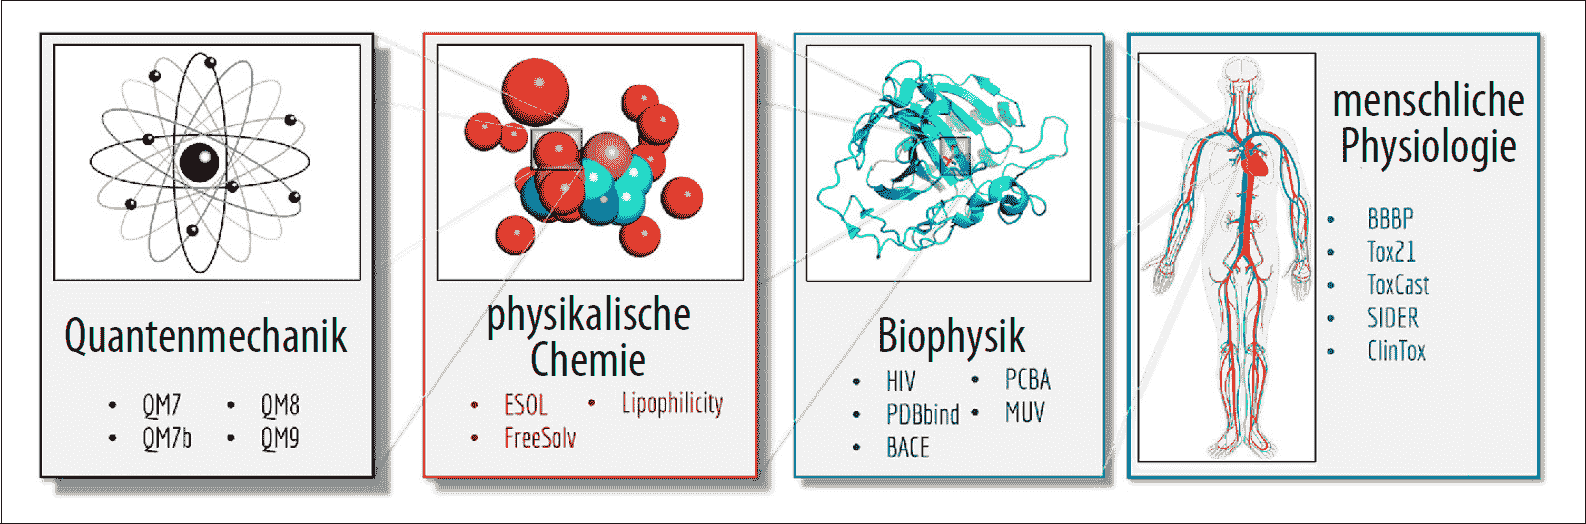 Quantenmechanik
• QM7 • QM8
• QM7b • QM9
physikalische
Chemie
• ESOL • Lipophilicity
• FreeSolv
Biophysik
• HIV • PCBA
• PDBbind • MUV
• BACE
menschliche
Physiologie
• BBBP
• Tox21
• ToxCast
• SIDER
• ClinTox